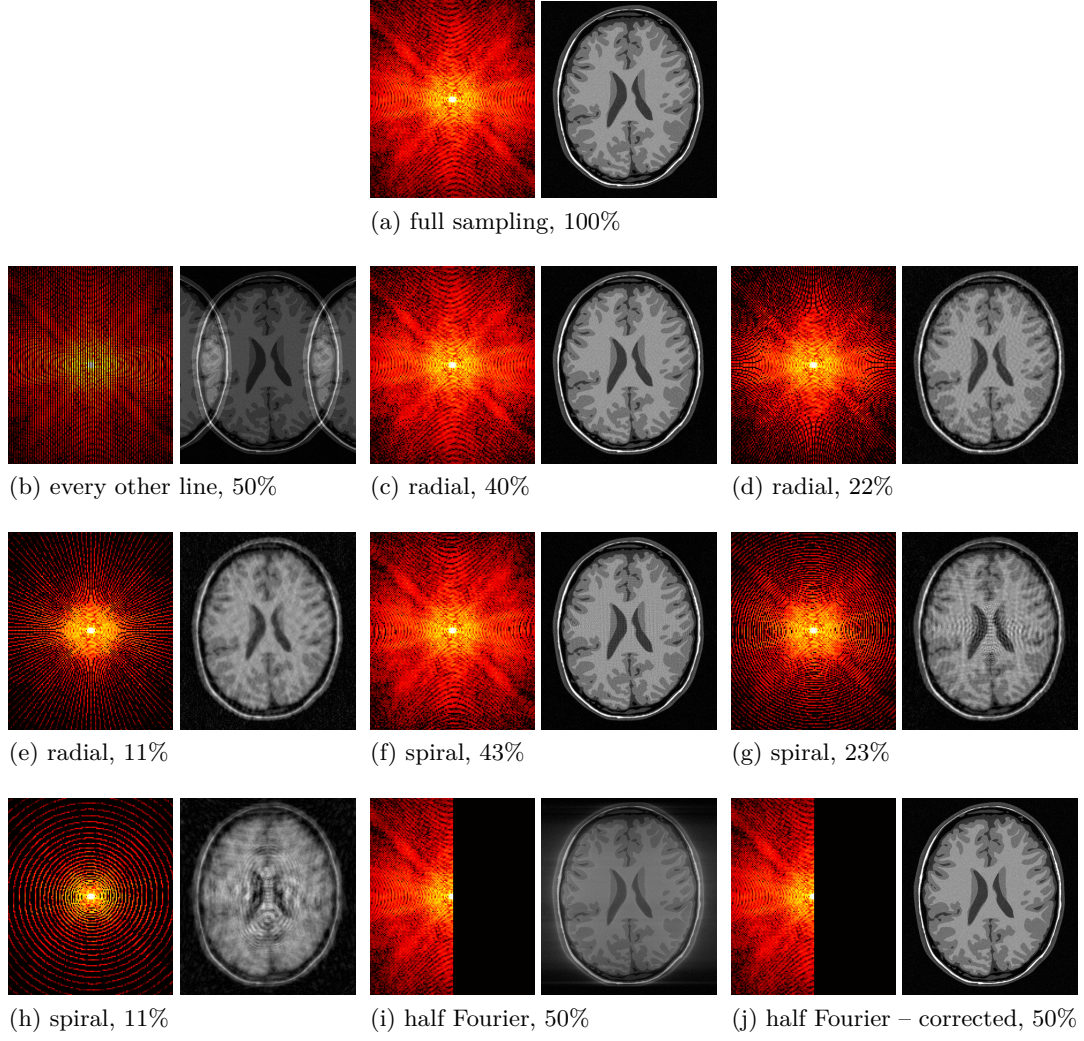 (a) full sampling, 100%
(b) every other line, 50%
(c) radial, 40%
(d) radial, 22%
(e) radial, 11%
(f) spiral, 43%
(g) spiral, 23%
(h) spiral, 11%
(i) half Fourier, 50%
(j) half Fourier – corrected, 50%